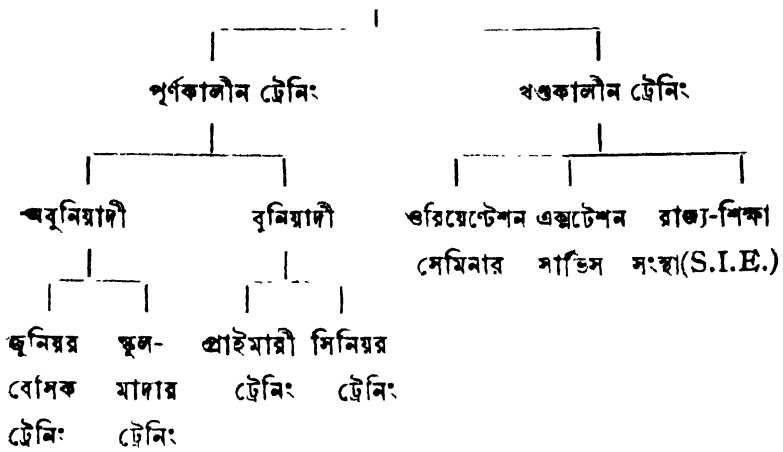 পূর্ণকালীন ট্রেনিং খণ্ডকালীন ট্রেনিং
অবুনিয়াদী বুনিয়াদী ওরিয়েণ্টেশন এক্সটেশন রাজ্য-শিক্ষা
সেমিনার সার্ভিস সংস্থা(S.I.E.)
জুনিয়র স্কুল- প্রাইমারী সিনিয়র
বেসিক মাদার ট্রেনিং ট্রেনিং
ট্রেনিং ট্রেনিং